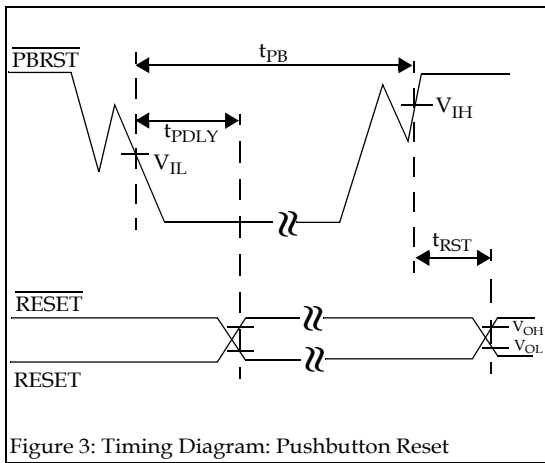 PBRST
tPB
VIH
tPDLY
VIL
tRST
RESET
VOH
VOL
RESET
Figure 3: Timing Diagram: Pushbutton Reset